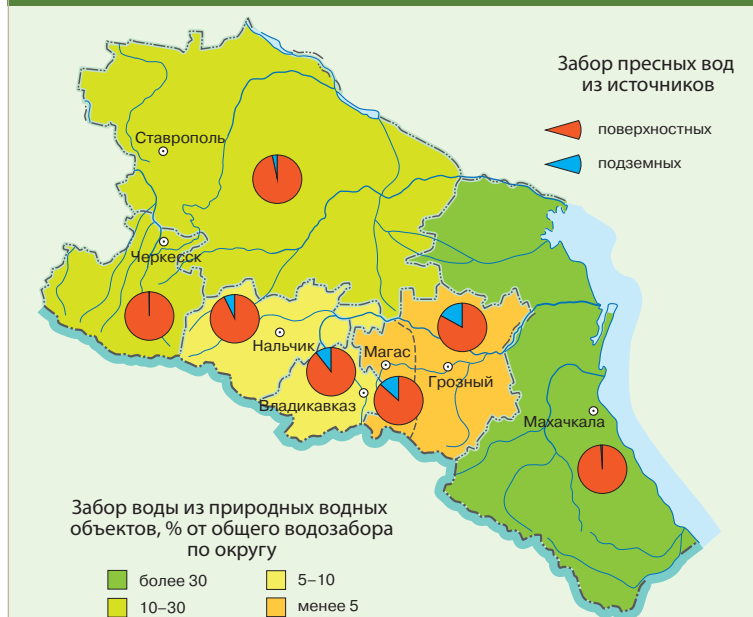 Забор пресных вод
из источников
поверхностных
подземных
Ставрополь
Черкесск
Нальчик
Магас
Грозный
Владикавказ
Махачкала
Забор воды из природных водных
объектов, % от общего водозабора
по округу
более 30
5–10
10–30
менее 5